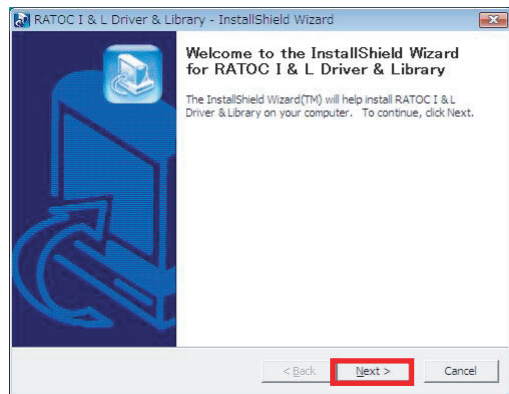 RATOC I & L Driver & Library - InstallShield Wizard
Welcome to the InstallShield Wizard
for RATOC I & L Driver & Library
The InstallShield Wizard(TM) will help install RATOC I & L
Driver & Library on your computer. To continue, click Next.
< Back Next > Cancel